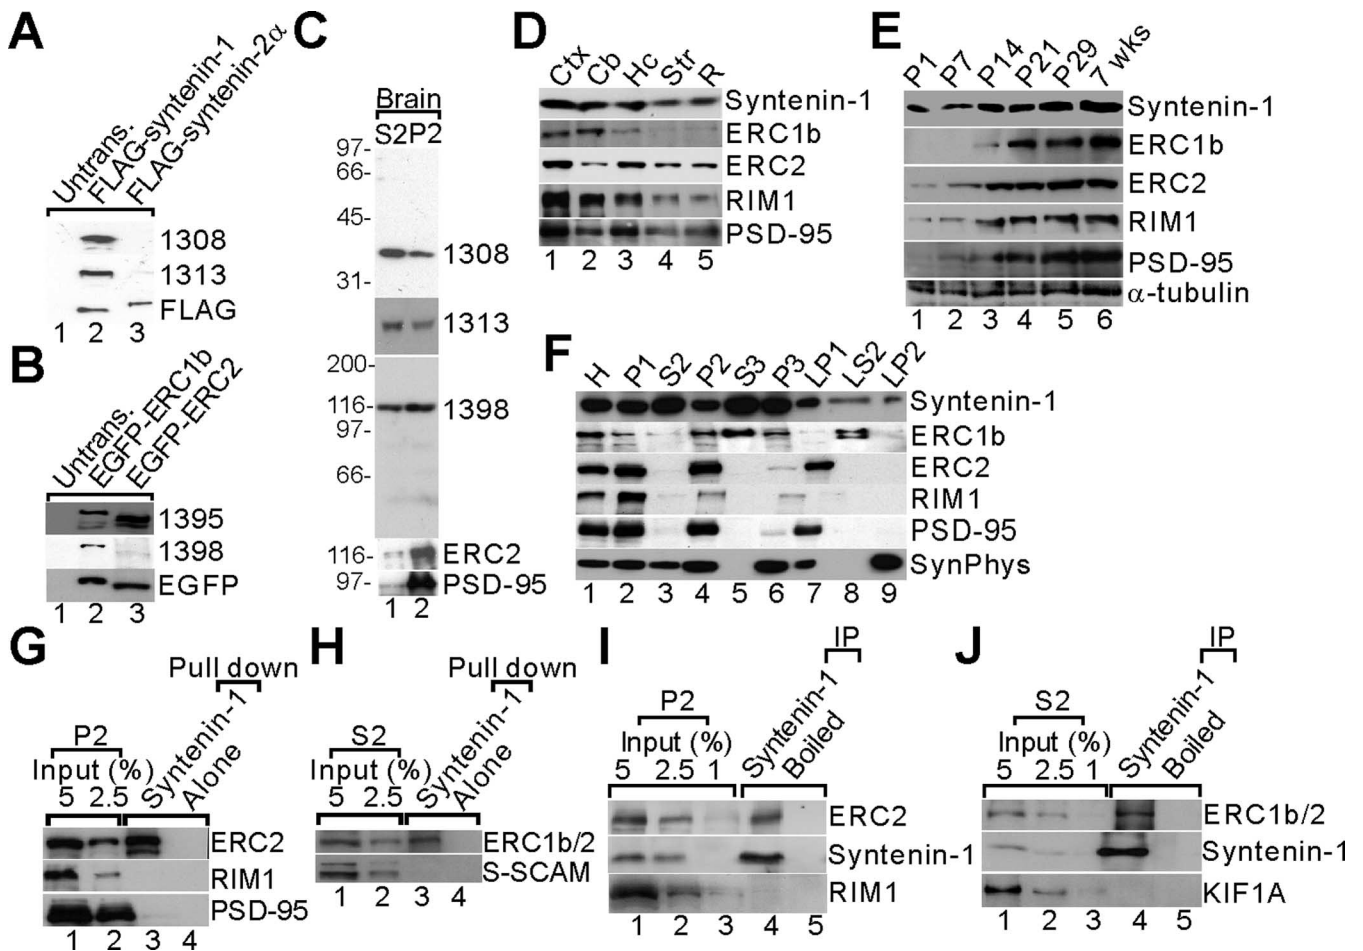 A
Untrans.
FLAG-syntenin-1
FLAG-syntenin-2α
1308
1313
FLAG
1 2 3
B
Untrans.
EGFP-ERC1b
EGFP-ERC2
1395
1398
EGFP
1 2 3
C
Brain
S2 P2
97-
66-
45-
31-
1308
1313
200-
116-
97-
66-
1398
116-
ERC2
97-
PSD-95
1 2
D
Ctx Cb Hc Str R
Syntenin-1
ERC1b
ERC2
RIM1
PSD-95
1 2 3 4 5
E
P1 P7 P14 P21 P29 7 wks
Syntenin-1
ERC1b
ERC2
RIM1
PSD-95
α-tubulin
1 2 3 4 5 6
F
H P1 S2 P2 S3 P3 LP1 LS2 LP2
Syntenin-1
ERC1b
ERC2
RIM1
PSD-95
SynPhys
1 2 3 4 5 6 7 8 9
G
Pull down
P2
Input (%)
5 2.5 Syntenin-1 Alone
ERC2
RIM1
PSD-95
1 2 3 4
H
Pull down
S2
Input (%)
5 2.5 Syntenin-1 Alone
ERC1b/2
S-SCAM
1 2 3 4
I
IP
P2
Input (%)
5 2.5 1 Syntenin-1 Boiled
ERC2
Syntenin-1
RIM1
1 2 3 4 5
J
IP
S2
Input (%)
5 2.5 1 Syntenin-1 Boiled
ERC1b/2
Syntenin-1
KIF1A
1 2 3 4 5